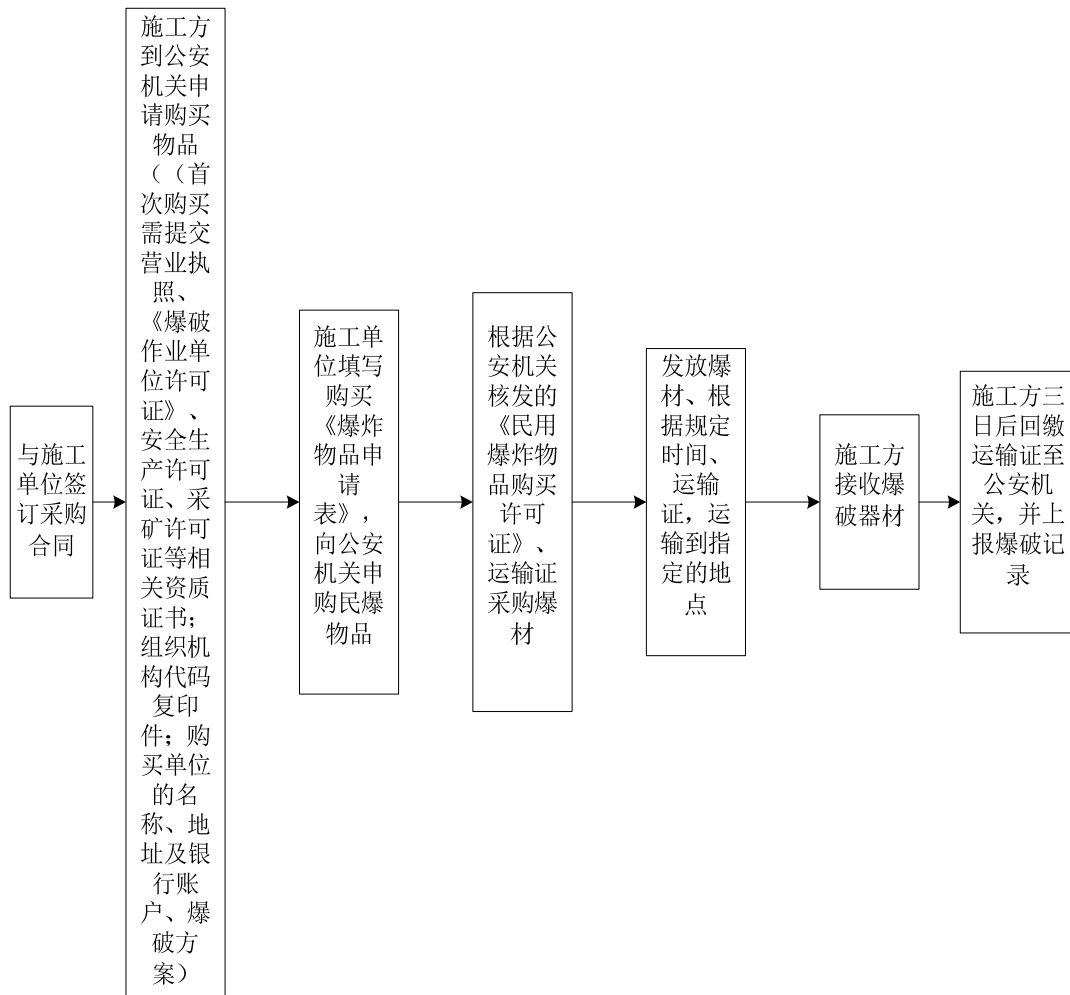 与施工
单位签
订采购
合同
施工方
到公安
机关申
请购买
物品
（（首
次购买
需提交
营业执
照、
《爆破
作业单
位许可
证》、
安全生
产许可
证、采
矿许可
证等相
关资质
证书；
组织机
构代码
复印
件；购
买单位
的名
称、地
址及银
行账
户、爆
破方
案）
施工单
位填写
购买
《爆炸
物品申
请
表》，
向公安
机关申
购民爆
物品
根据公
安机关
核发的
《民用
爆炸物
品购买
许可
证》、
运输证
采购爆
材
发放爆
材、根
据规定
时间、
运输
证，运
输到指
定的地
点
施工方
接收爆
破器材
施工方三
日后回缴
运输证至
公安机
关，并上
报爆破记
录